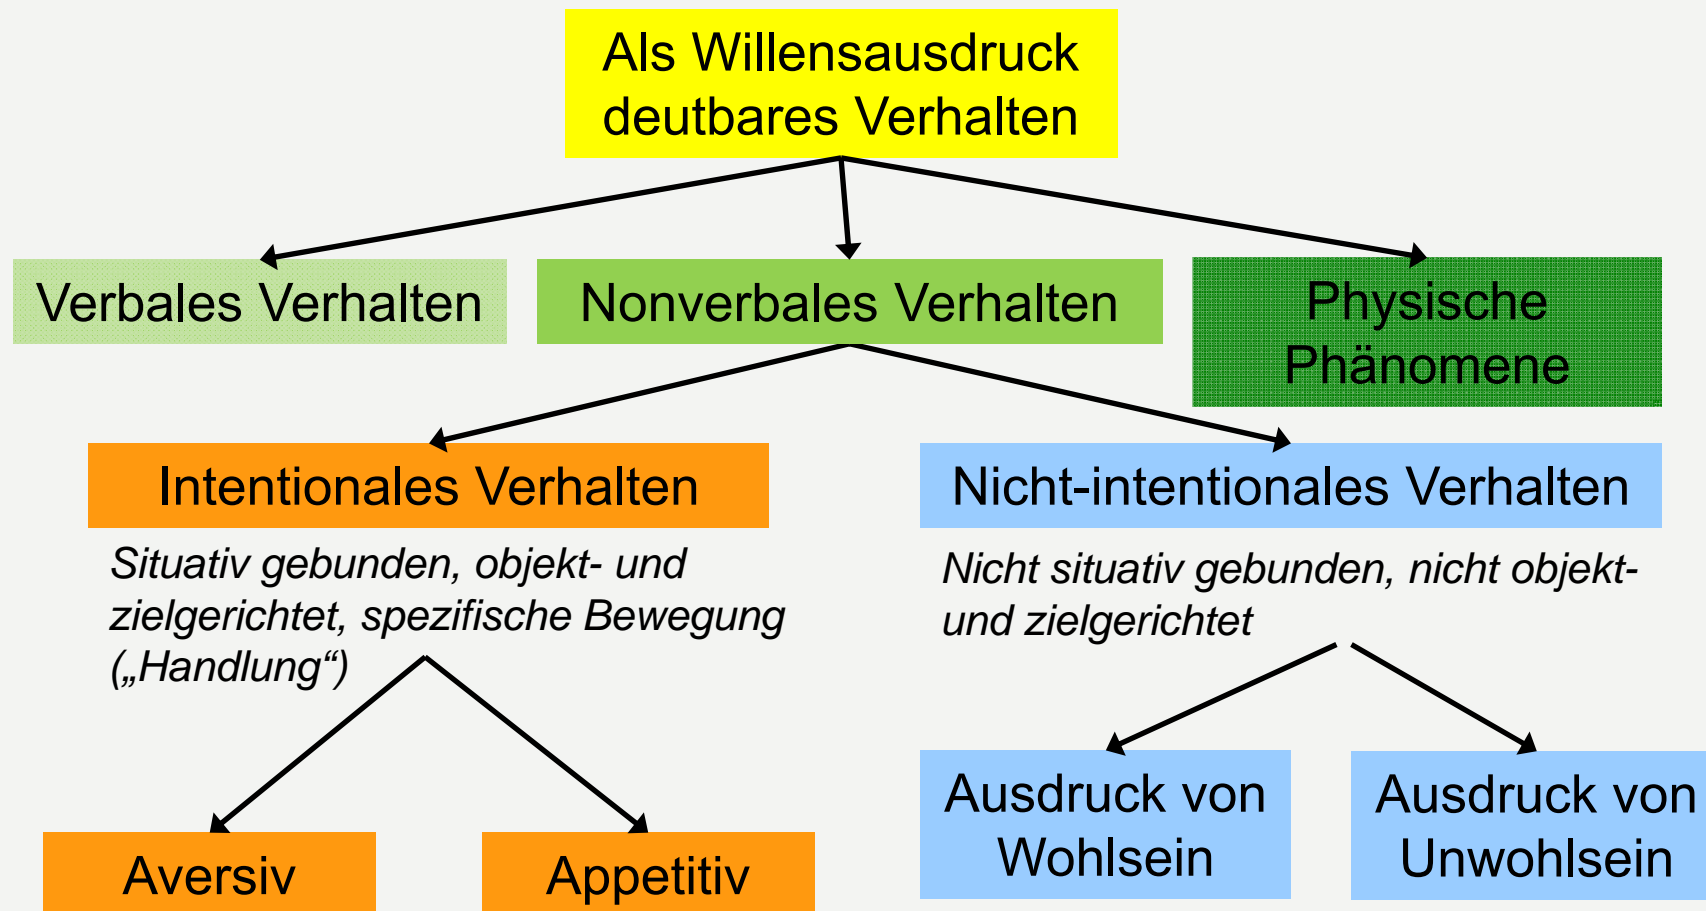 Als Willensausdruck
deutbares Verhalten
Verbales Verhalten
Nonverbales Verhalten
Physische
Phänomene
Intentionales Verhalten
Nicht-intentionales Verhalten
Situativ gebunden, objekt- und
zielgerichtet, spezifische Bewegung
(„Handlung“)
Nicht situativ gebunden, nicht objekt-
und zielgerichtet
Aversiv
Appetitiv
Ausdruck von
Wohlsein
Ausdruck von
Unwohlsein